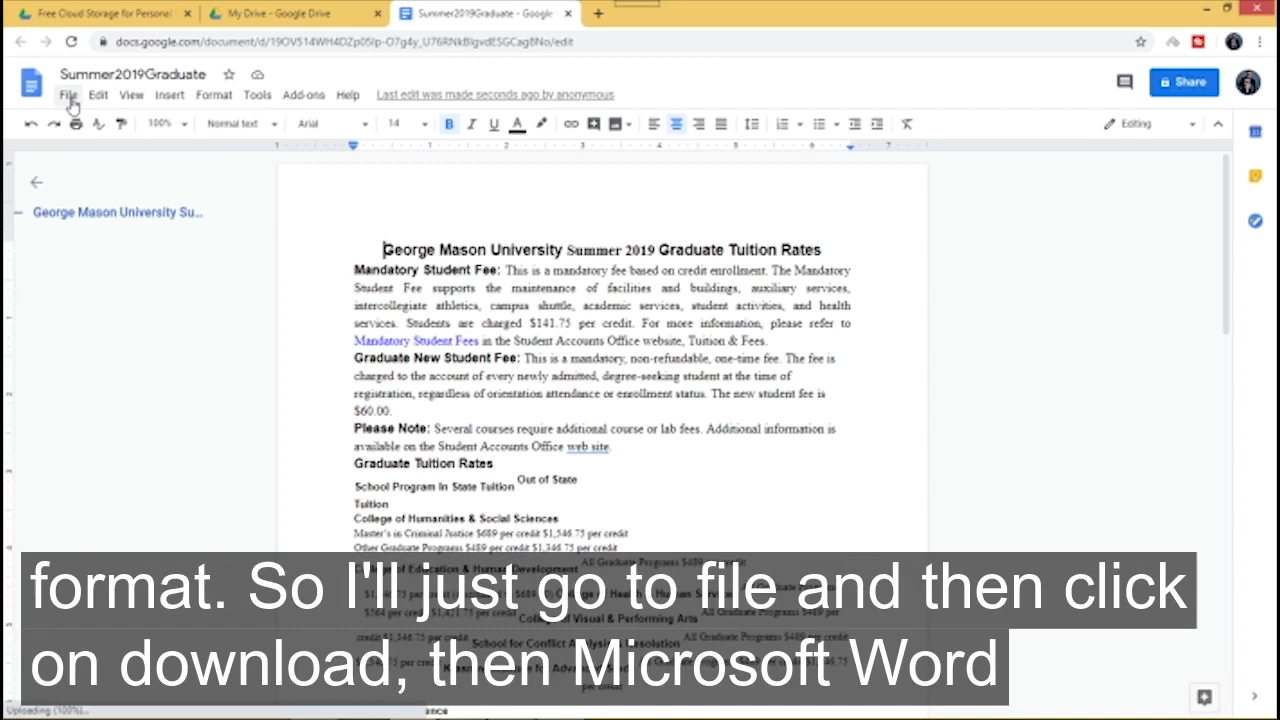 Free Cloud Storage for Personal
My Drive - Google Drive
Summer2019Graduate - Google
Summer2019Graduate
File Edit View Insert Format Tools Add-ons Help Last edit was made seconds ago by anonymous
Share
100% Normal text Arial 14 Editing
George Mason University Su...
George Mason University Summer 2019 Graduate Tuition Rates
Mandatory Student Fee: This is a mandatory fee based on credit enrollment. The Mandatory
Student Fee supports the maintenance of facilities and buildings, auxiliary services,
intercollegiate athletics, campus shuttle, academic services, student activities, and health
services. Students are charged $141.75 per credit. For more information, please refer to
Mandatory Student Fees in the Student Accounts Office website, Tuition & Fees.
Graduate New Student Fee: This is a mandatory, non-refundable, one-time fee. The fee is
charged to the account of every newly admitted, degree-seeking student at the time of
registration, regardless of orientation attendance or enrollment status. The new student fee is
$60.00.
Please Note: Several courses require additional course or lab fees. Additional information is
available on the Student Accounts Office web site.
Graduate Tuition Rates
School Program In State Tuition Out of State
Tuition
College of Humanities & Social Sciences
Master's in Criminal Justice $689 per credit $1,546.75 per credit
Other Graduate Programs $489 per credit $1,346.75 per credit
format. So I'll just go to file and then click
on download, then Microsoft Word
Uploading (100%)...